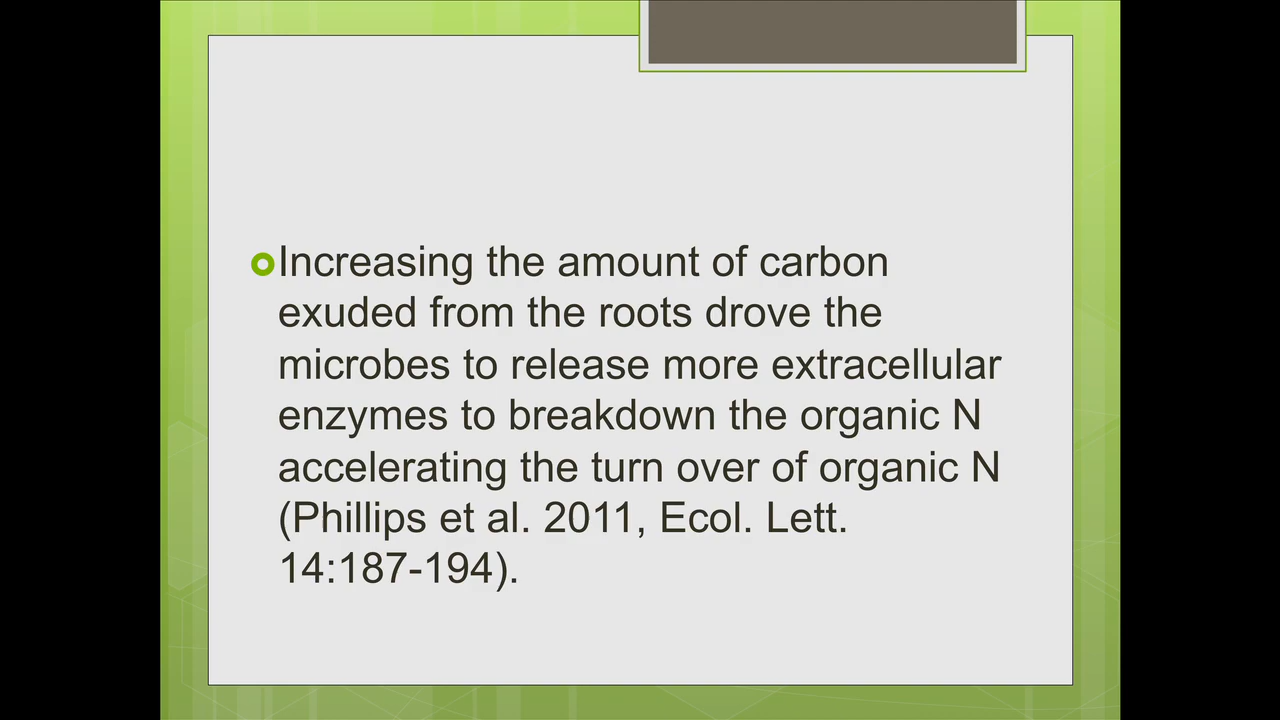 Increasing the amount of carbon
exuded from the roots drove the
microbes to release more extracellular
enzymes to breakdown the organic N
accelerating the turn over of organic N
(Phillips et al. 2011, Ecol. Lett.
14:187-194).